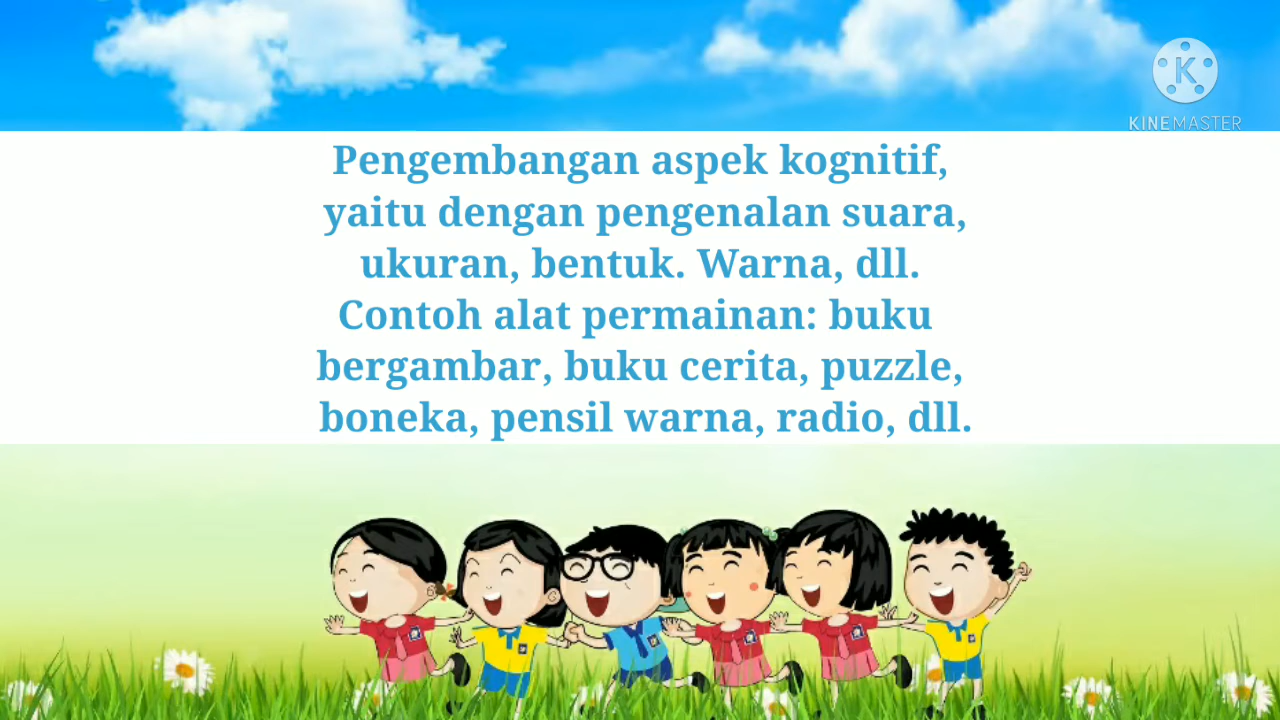 KINEMASTER
Pengembangan aspek kognitif,
yaitu dengan pengenalan suara,
ukuran, bentuk. Warna, dll.
Contoh alat permainan: buku
bergambar, buku cerita, puzzle,
boneka, pensil warna, radio, dll.